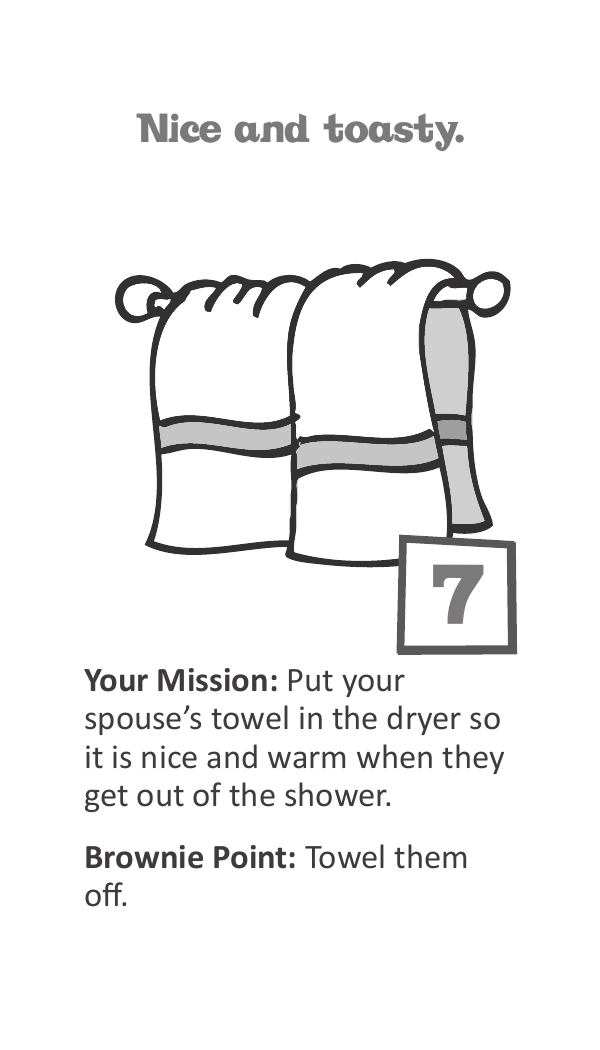 Nice and toasty.
7
Your Mission: Put your
spouse’s towel in the dryer so
it is nice and warm when they
get out of the shower.
Brownie Point: Towel them
off.